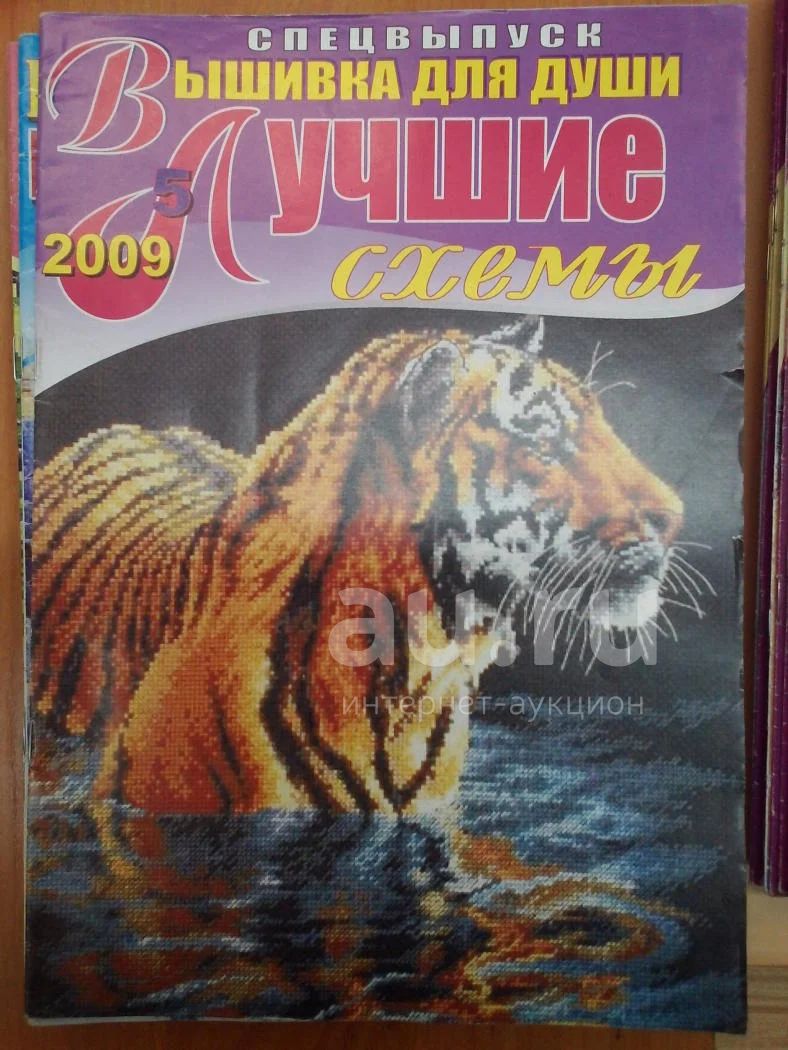 СПЕЦВЫПУСК
ВЫШИВКА ДЛЯ ДУШИ
ЛУЧШИЕ
5
2009
схемы
au.ru
интернет-аукцион